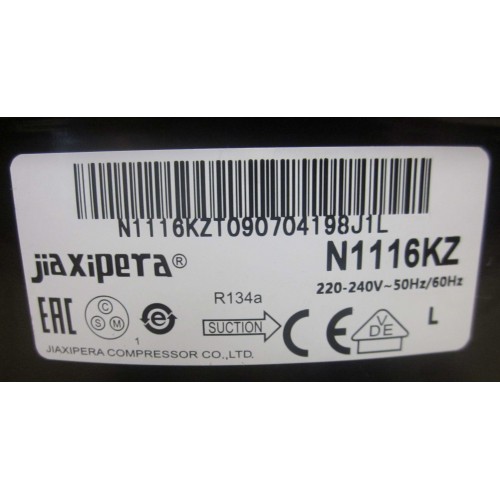 N1116KZT090704198J1L
jiaxipera®
N1116KZ
220-240V~50Hz/60Hz
EAC
C
S M
e
1
R134a
SUCTION
CE
VDE
L
JIAXIPERA COMPRESSOR CO.,LTD.